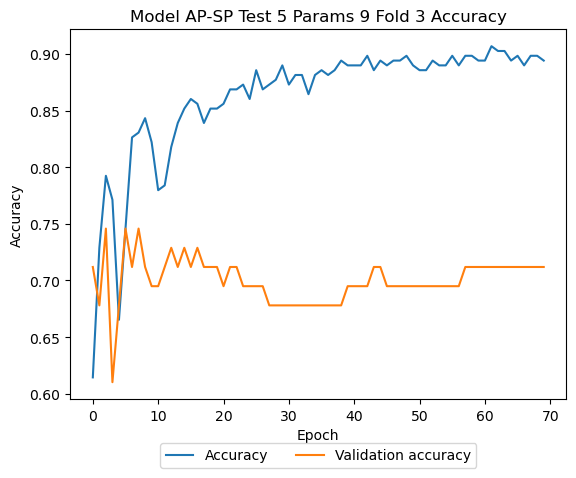 Model AP-SP Test 5 Params 9 Fold 3 Accuracy
0.90
0.85
0.80
0.75
0.70
0.65
0.60
Accuracy
0 10 20 30 40 50 60 70
Epoch
Accuracy Validation accuracy